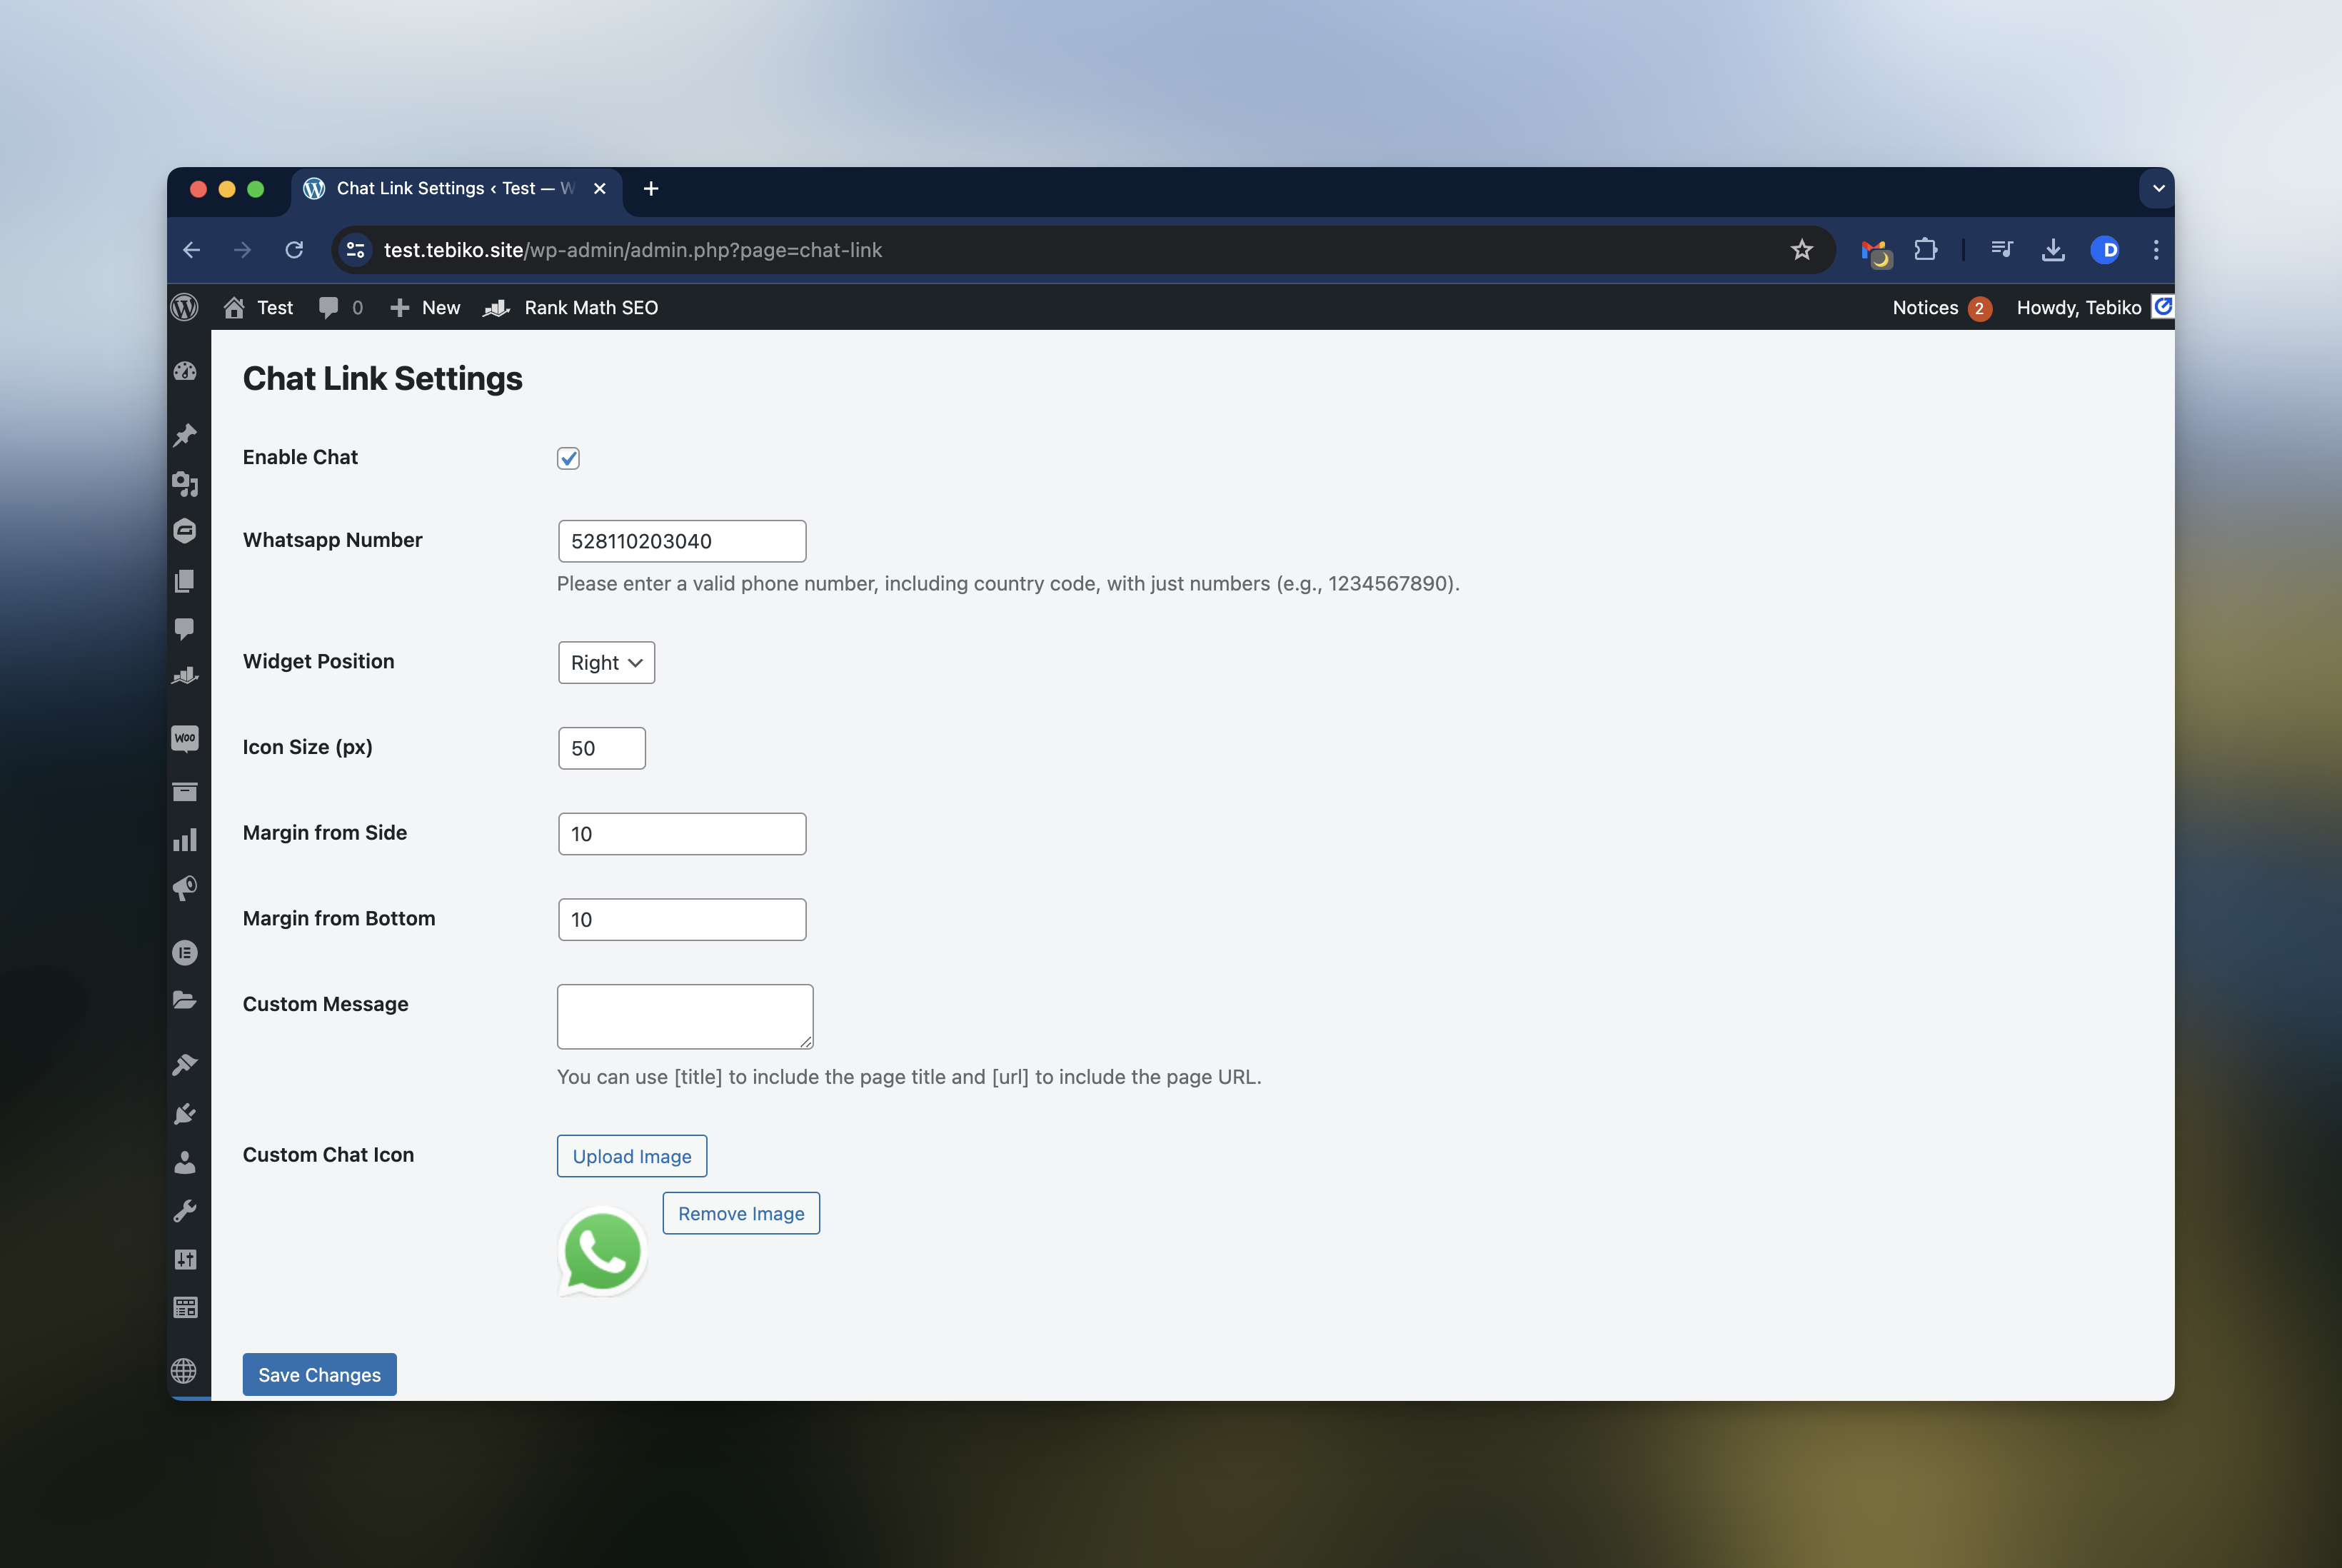 Chat Link Settings ‹ Test — W
test.tebiko.site/wp-admin/admin.php?page=chat-link
D
Test 0 New Rank Math SEO Notices 2 Howdy, Tebiko
Chat Link Settings
Enable Chat
Whatsapp Number 528110203040
Please enter a valid phone number, including country code, with just numbers (e.g., 1234567890).
Widget Position Right
Icon Size (px) 50
Woo
Margin from Side 10
Margin from Bottom 10
Custom Message
You can use [title] to include the page title and [url] to include the page URL.
Custom Chat Icon Upload Image
Remove Image
Save Changes